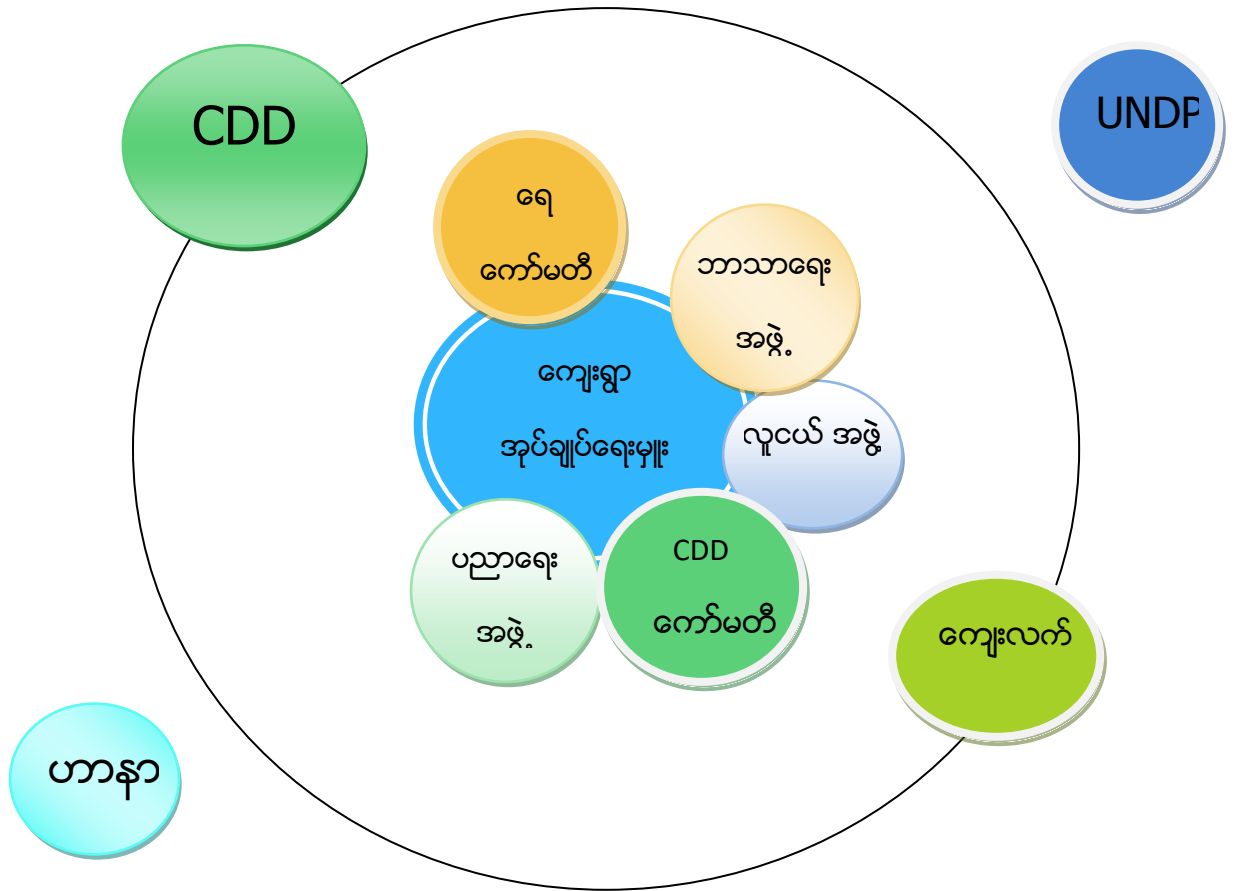 CDD
UNDP
ရေ
ကော်မတီ
ဘာသာရေး
အဖွဲ့
ကျေးရွာ
အုပ်ချုပ်ရေးမှူး
လူငယ် အဖွဲ့
ပညာရေး
အဖွဲ့
CDD
ကော်မတီ
ကျေးလက်
ဟာနာ